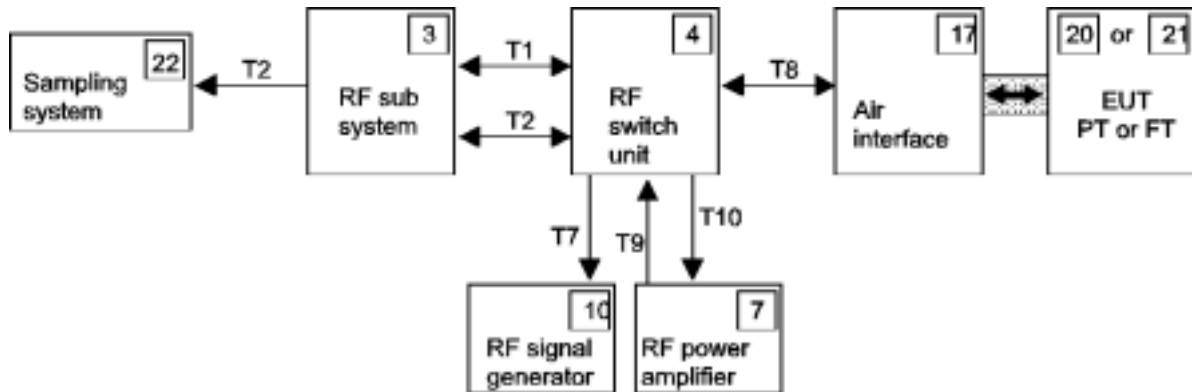 22
Sampling
system
T2
3
RF sub
system
T1
T2
4
RF
switch
unit
T8
17
Air
interface
20 or 21
EUT
PT or FT
T7
T9
T10
10
RF signal
generator
7
RF power
amplifier